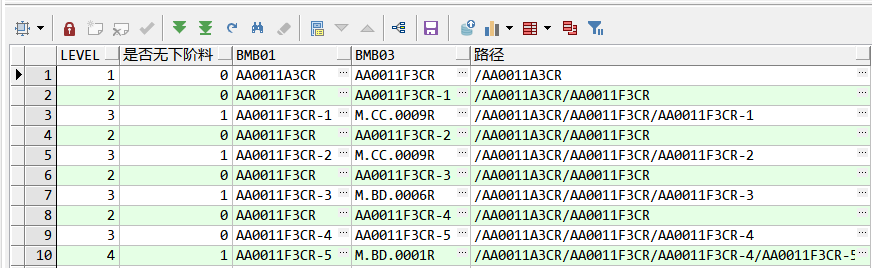 LEVEL 是否无下阶料 BMB01 BMB03 路径
1 1 0 AA0011A3CR AA0011F3CR /AA0011A3CR
2 2 0 AA0011F3CR AA0011F3CR-1 /AA0011A3CR/AA0011F3CR
3 3 1 AA0011F3CR-1 M.CC.0009R /AA0011A3CR/AA0011F3CR/AA0011F3CR-1
4 2 0 AA0011F3CR AA0011F3CR-2 /AA0011A3CR/AA0011F3CR
5 3 1 AA0011F3CR-2 M.CC.0009R /AA0011A3CR/AA0011F3CR/AA0011F3CR-2
6 2 0 AA0011F3CR AA0011F3CR-3 /AA0011A3CR/AA0011F3CR
7 3 1 AA0011F3CR-3 M.BD.0006R /AA0011A3CR/AA0011F3CR/AA0011F3CR-3
8 2 0 AA0011F3CR AA0011F3CR-4 /AA0011A3CR/AA0011F3CR
9 3 0 AA0011F3CR-4 AA0011F3CR-5 /AA0011A3CR/AA0011F3CR/AA0011F3CR-4
10 4 1 AA0011F3CR-5 M.BD.0001R /AA0011A3CR/AA0011F3CR/AA0011F3CR-4/AA0011F3CR-5